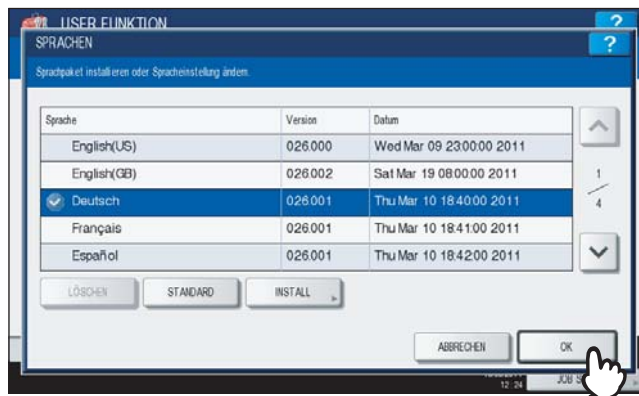 USER FUNKTION
?
SPRACHEN
?
Sprachpaket installieren oder Spracheinstellung ändern.
Sprache Version Datum
English(US) 026.000 Wed Mar 09 23:00:00 2011
English(GB) 026.002 Sat Mar 19 08:00:00 2011
Deutsch 026.001 Thu Mar 10 18:40:00 2011
Français 026.001 Thu Mar 10 18:41:00 2011
Español 026.001 Thu Mar 10 18:42:00 2011
1
4
LÖSCHEN STANDARD INSTALL
ABBRECHEN OK
12:24 JOB